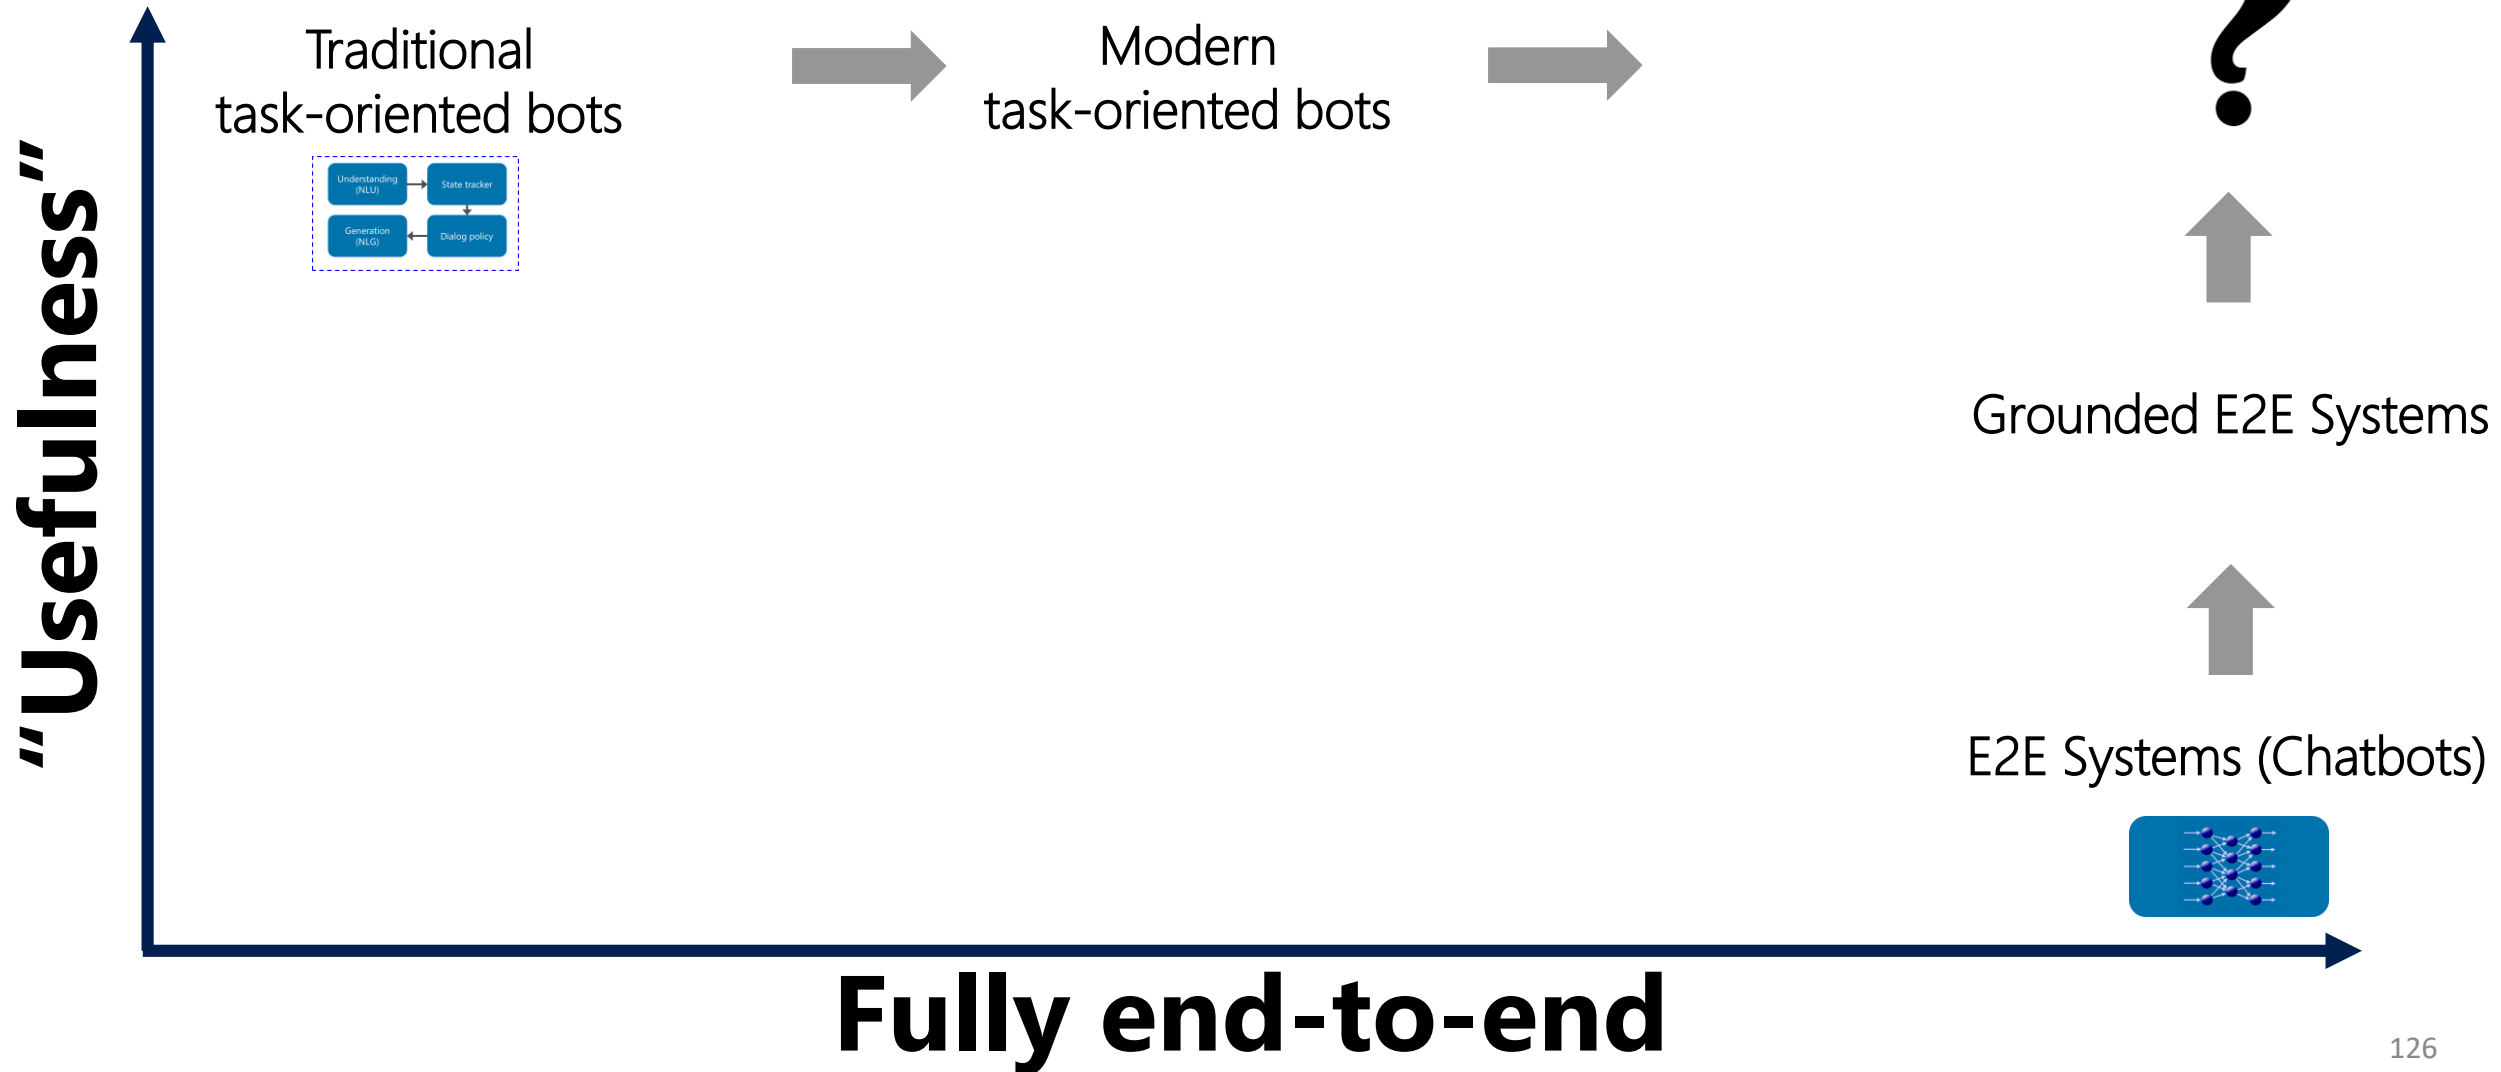 Traditional
task-oriented bots
Modern
task-oriented bots
?
Understanding
(NLU)
State tracker
Generation
(NLG)
Dialog policy
“Usefulness”
Grounded E2E Systems
E2E Systems (Chatbots)
Fully end-to-end
126